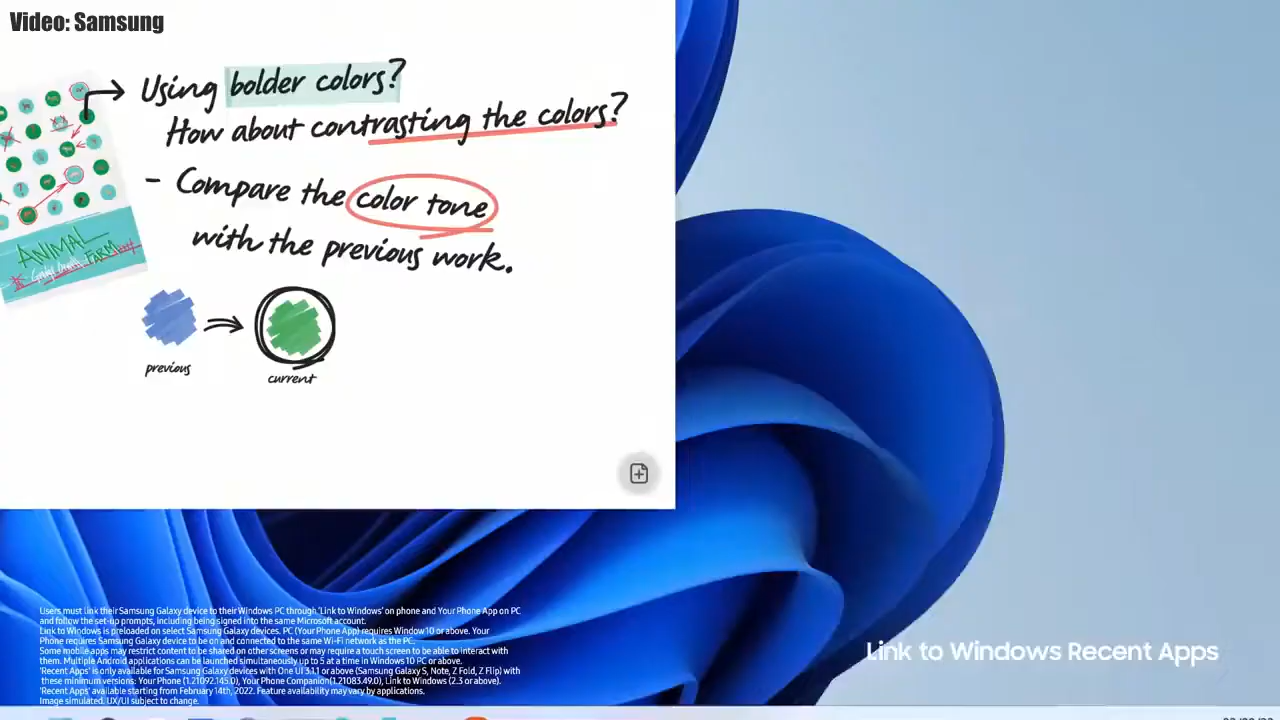 Video: Samsung
Using bolder colors?
How about contrasting the colors?
- Compare the color tone
with the previous work.
ANIMAL
FARM
previous
current
Users must link their Samsung Galaxy device to their Windows PC through 'Link to Windows' on phone and Your Phone App on PC
and follow the set-up prompts, including being signed into the same Microsoft account.
Link to Windows is preloaded on select Samsung Galaxy devices. PC (Your Phone App) requires Window 10 or above. Your
Phone requires Samsung Galaxy device to be on and connected to the same Wi-Fi network as the PC.
Some mobile apps may restrict content to be shared on other screens or may require a touch screen to be able to interact with
them. Multiple Android applications can be launched simultaneously up to 5 at a time in Windows 10 PC or above.
'Recent Apps' is only available for Samsung Galaxy devices with One UI 3.1.1 or above (Samsung Galaxy S, Note, Z Fold, Z Flip) with
these minimum versions: Your Phone (1.21092.145.0), Your Phone Companion (1.21083.49.0), Link to Windows (2.3 or above).
'Recent Apps' available starting from February 14th, 2022. Feature availability may vary by applications.
Image simulated. UX/UI subject to change.
Link to Windows Recent Apps